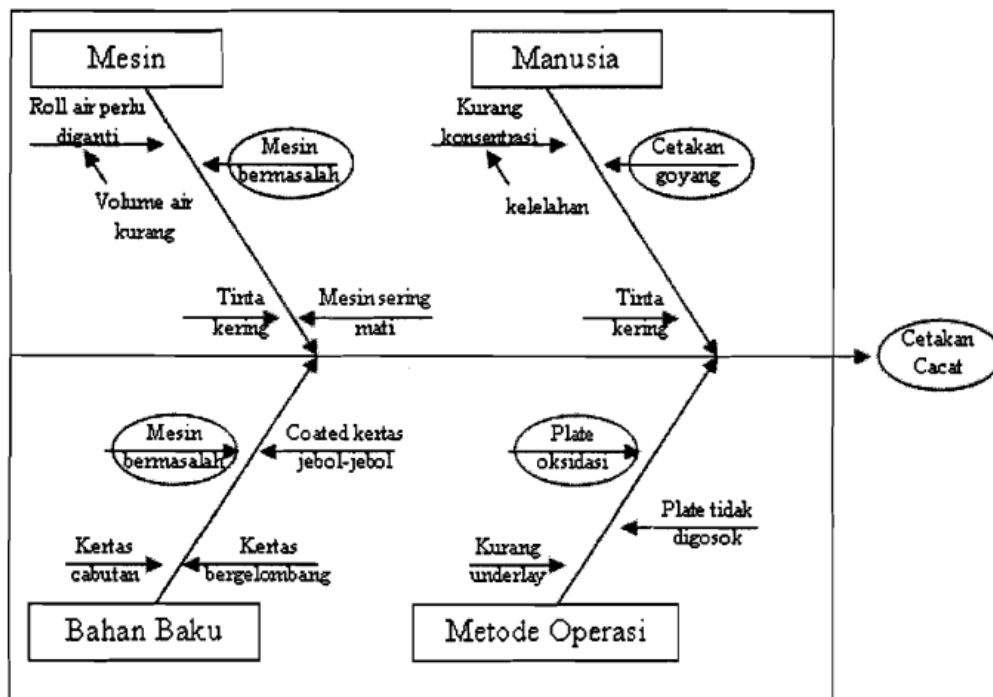 Mesin
Roll air perlu
diganti
Mesin
bermasalah
Volume air
kurang
Tinta
kering
Mesin sering
mati
Manusia
Kurang
konsentrasi
Cetakan
goyang
kelelahan
Tinta
kering
Cetakan
Cacat
Mesin
bermasalah
Coated kertas
jebol-jebol
Kertas
cabutan
Kertas
bergelombang
Bahan Baku
Plate
oksidasi
Plate tidak
digosok
Kurang
underlay
Metode Operasi